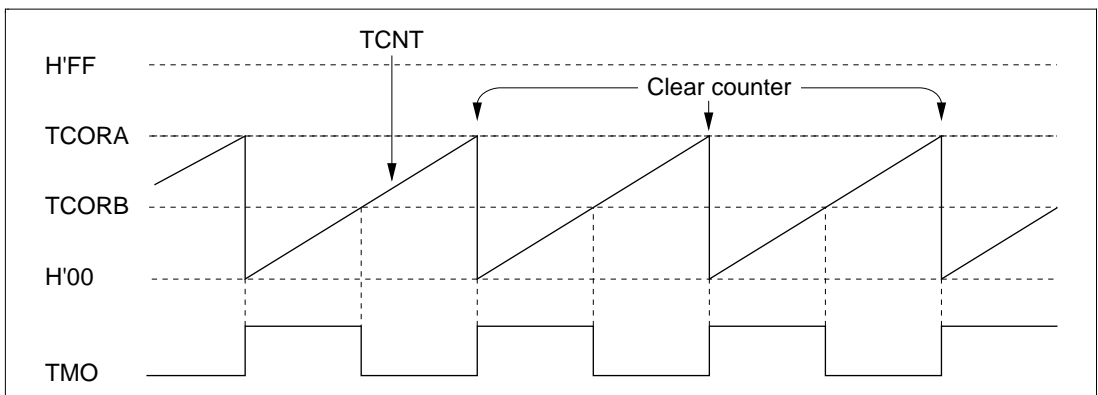 TCNT
H'FF
Clear counter
TCORA
TCORB
H'00
TMO